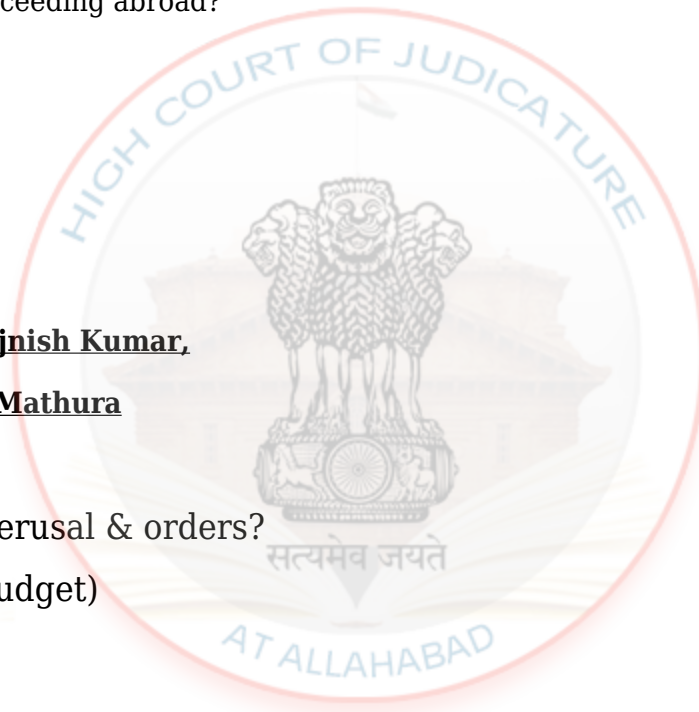 ceeding abroad?
HIGH COURT OF JUDICATURE
jnish Kumar,
Mathura
erusal & orders?
सत्यमेव जयते
udget)
AT ALLAHABAD